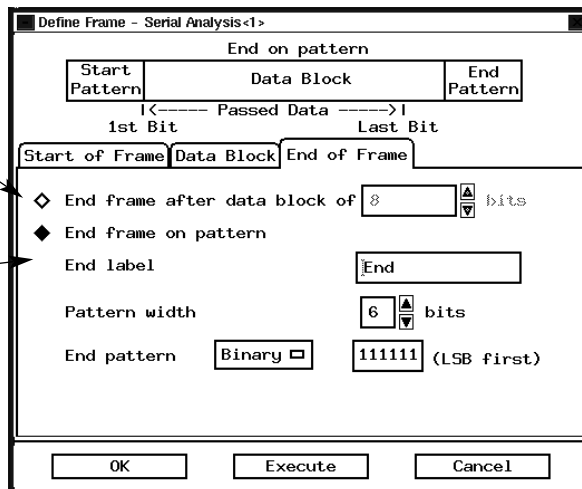 Define Frame - Serial Analysis<1>
End on pattern
Start Pattern
Data Block
End Pattern
|<----- Passed Data ----->|
1st Bit Last Bit
Start of Frame Data Block End of Frame
End frame after data block of 8 bits
End frame on pattern
End label End
Pattern width 6 bits
End pattern Binary 111111 (LSB first)
OK Execute Cancel